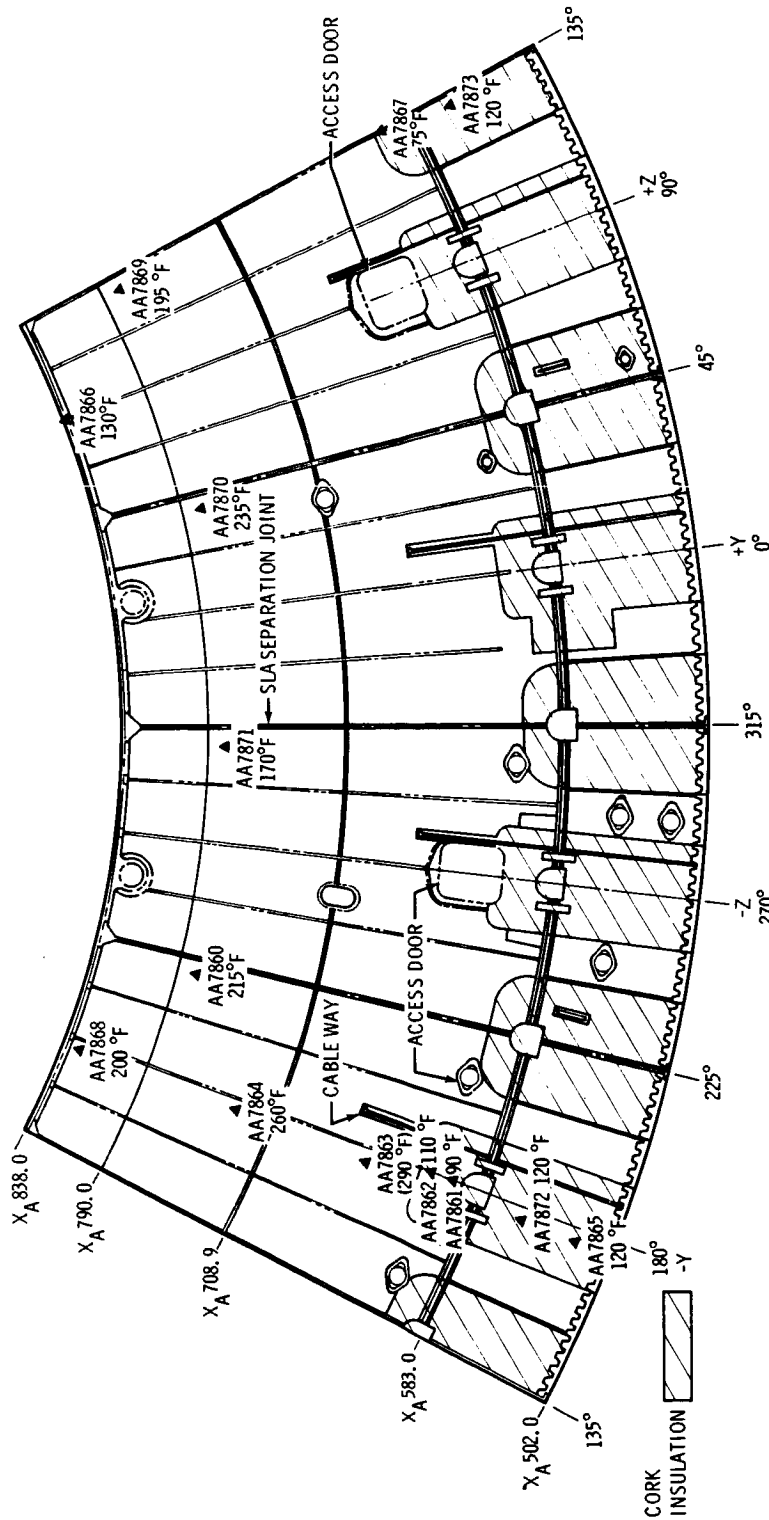 X_A 838.0
X_A 790.0
X_A 708.9
X_A 583.0
X_A 502.0
AA7868
200 °F
AA7864
260°F
AA7860
215°F
CABLE WAY
AA7863
(290 °F)
AA7862 110 °F
AA7861 90 °F
AA7872 120 °F
AA7865
120 °F
ACCESS DOOR
AA7871
170°F
SLA SEPARATION JOINT
AA7870
235°F
AA7866
130°F
AA7869
195 °F
ACCESS DOOR
AA7867
75°F
AA7873
120 °F
135°
180°
-Y
225°
-Z
270°
315°
+Y
0°
45°
+Z
90°
135°
CORK
INSULATION